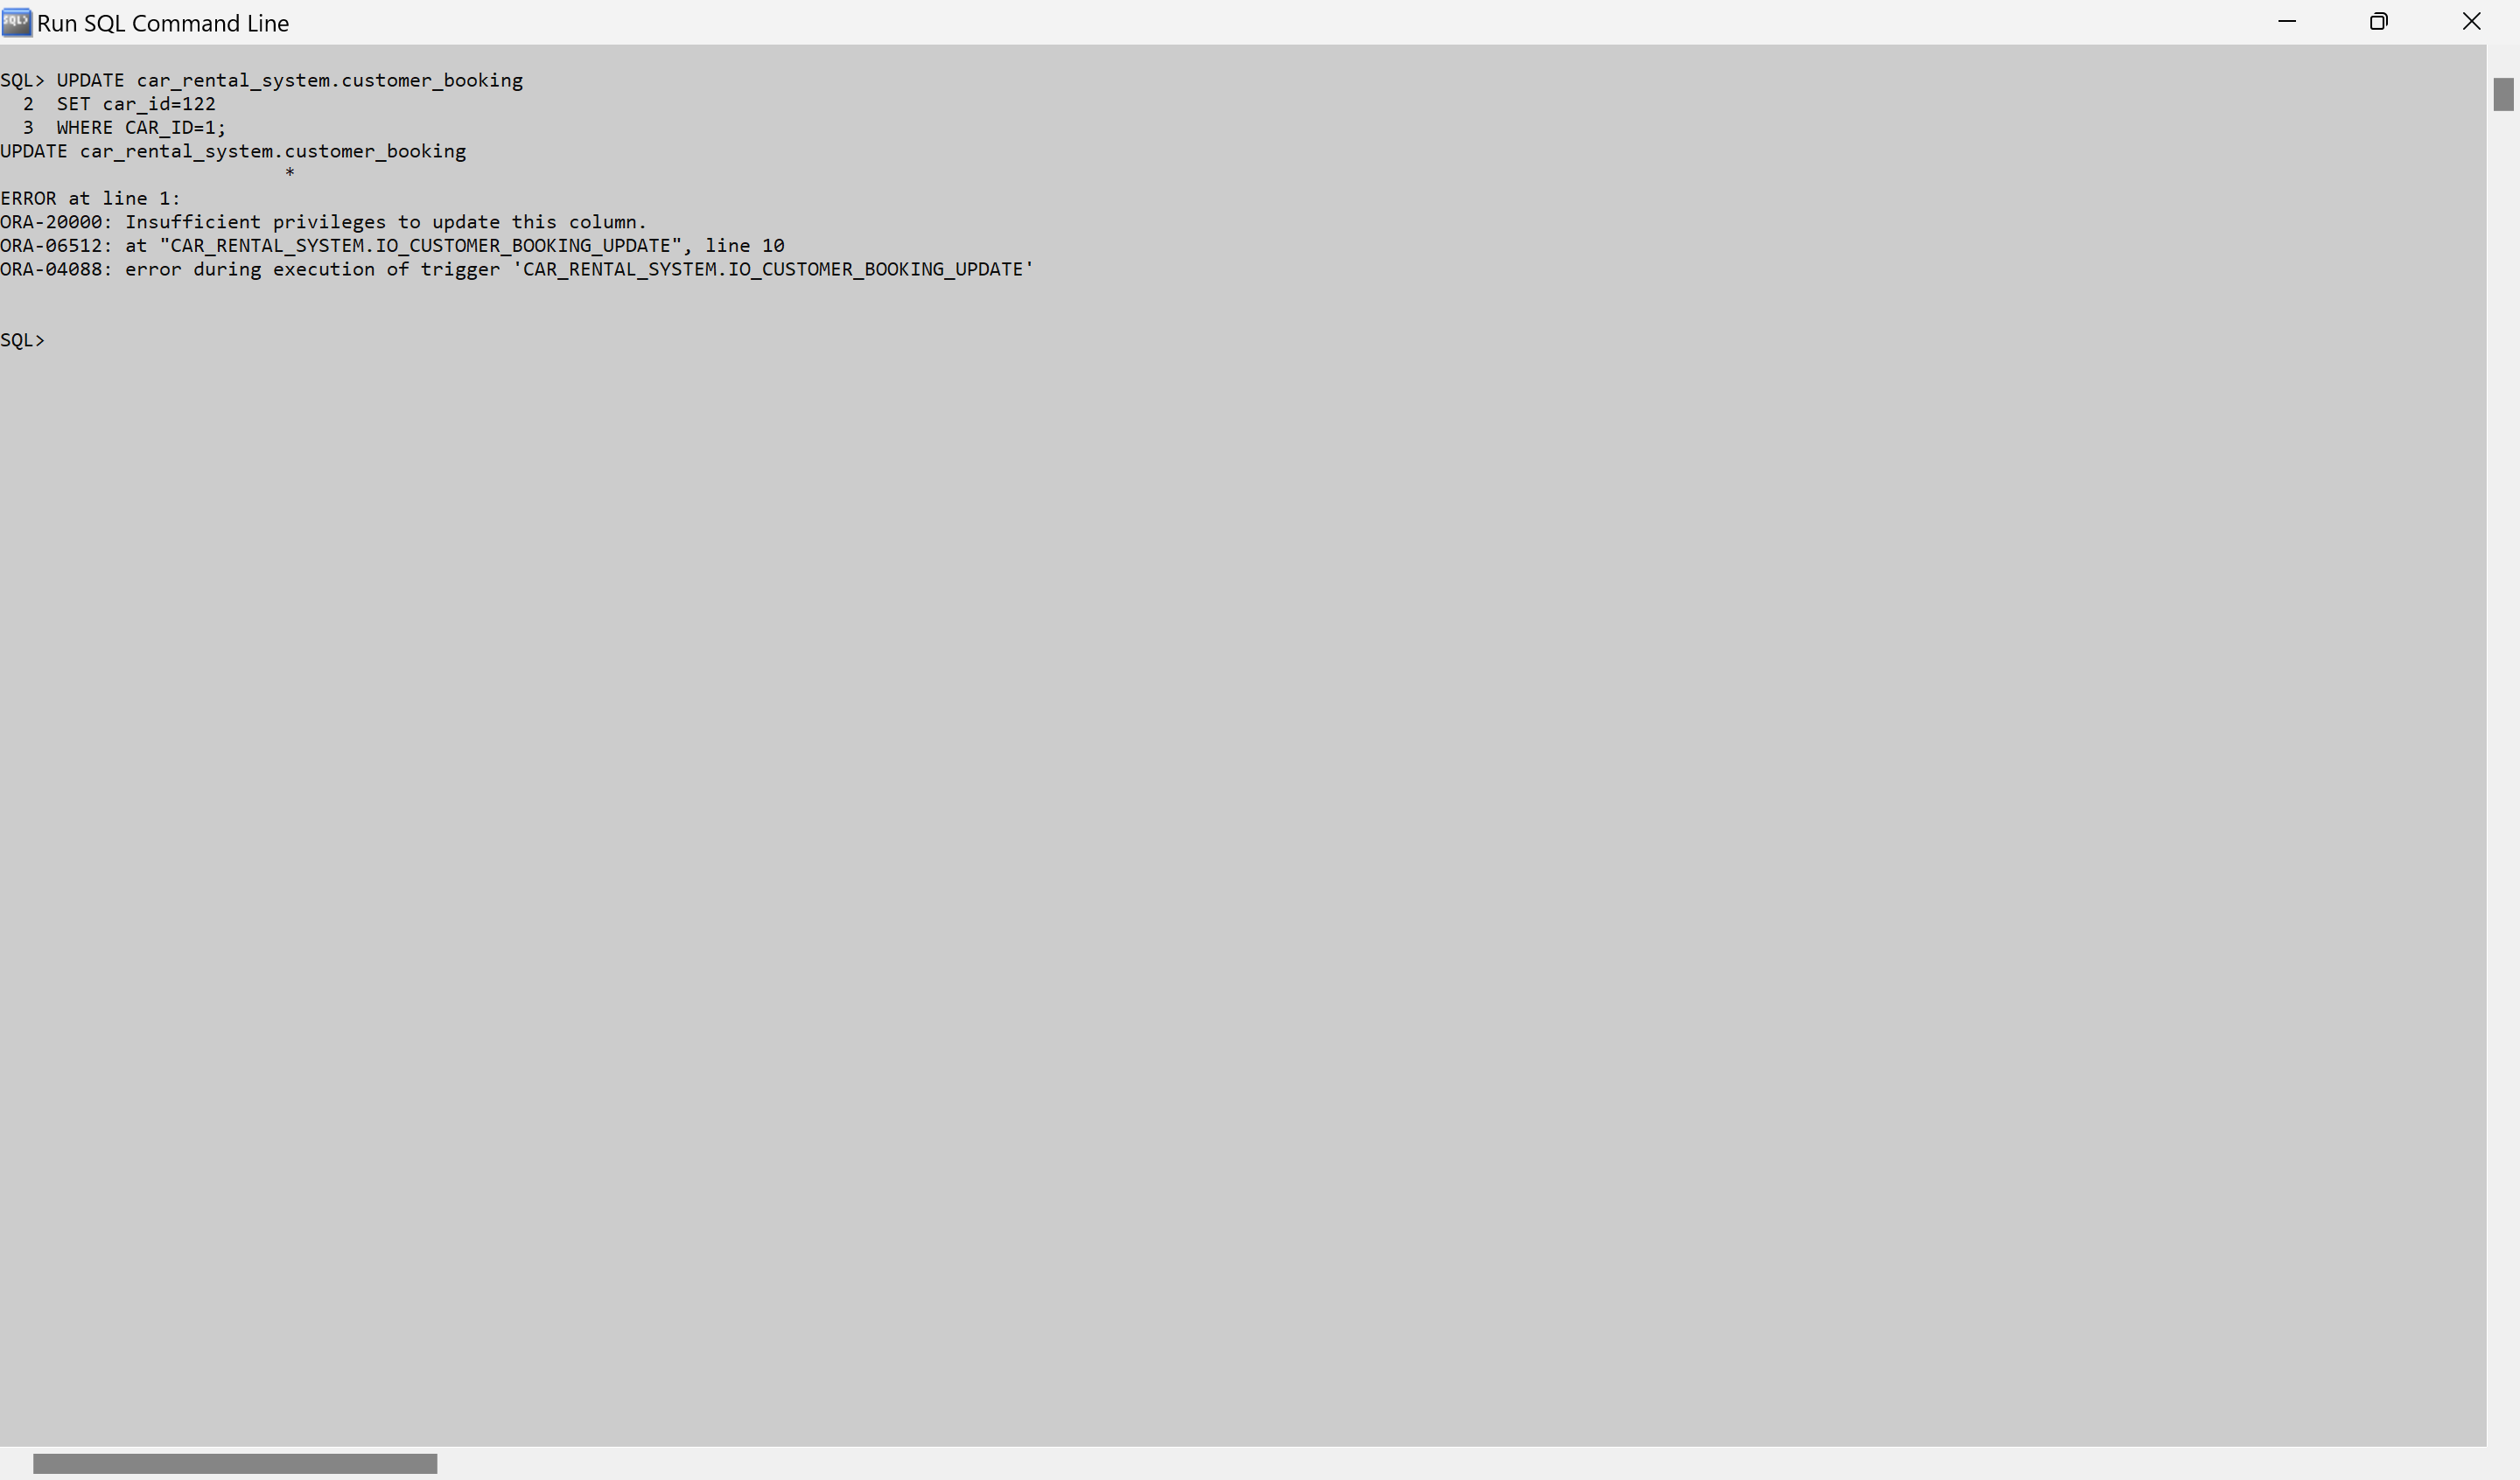 SQL>
Run SQL Command Line
SQL> UPDATE car_rental_system.customer_booking
2 SET car_id=122
3 WHERE CAR_ID=1;
UPDATE car_rental_system.customer_booking
*
ERROR at line 1:
ORA-20000: Insufficient privileges to update this column.
ORA-06512: at "CAR_RENTAL_SYSTEM.IO_CUSTOMER_BOOKING_UPDATE", line 10
ORA-04088: error during execution of trigger 'CAR_RENTAL_SYSTEM.IO_CUSTOMER_BOOKING_UPDATE'
SQL>